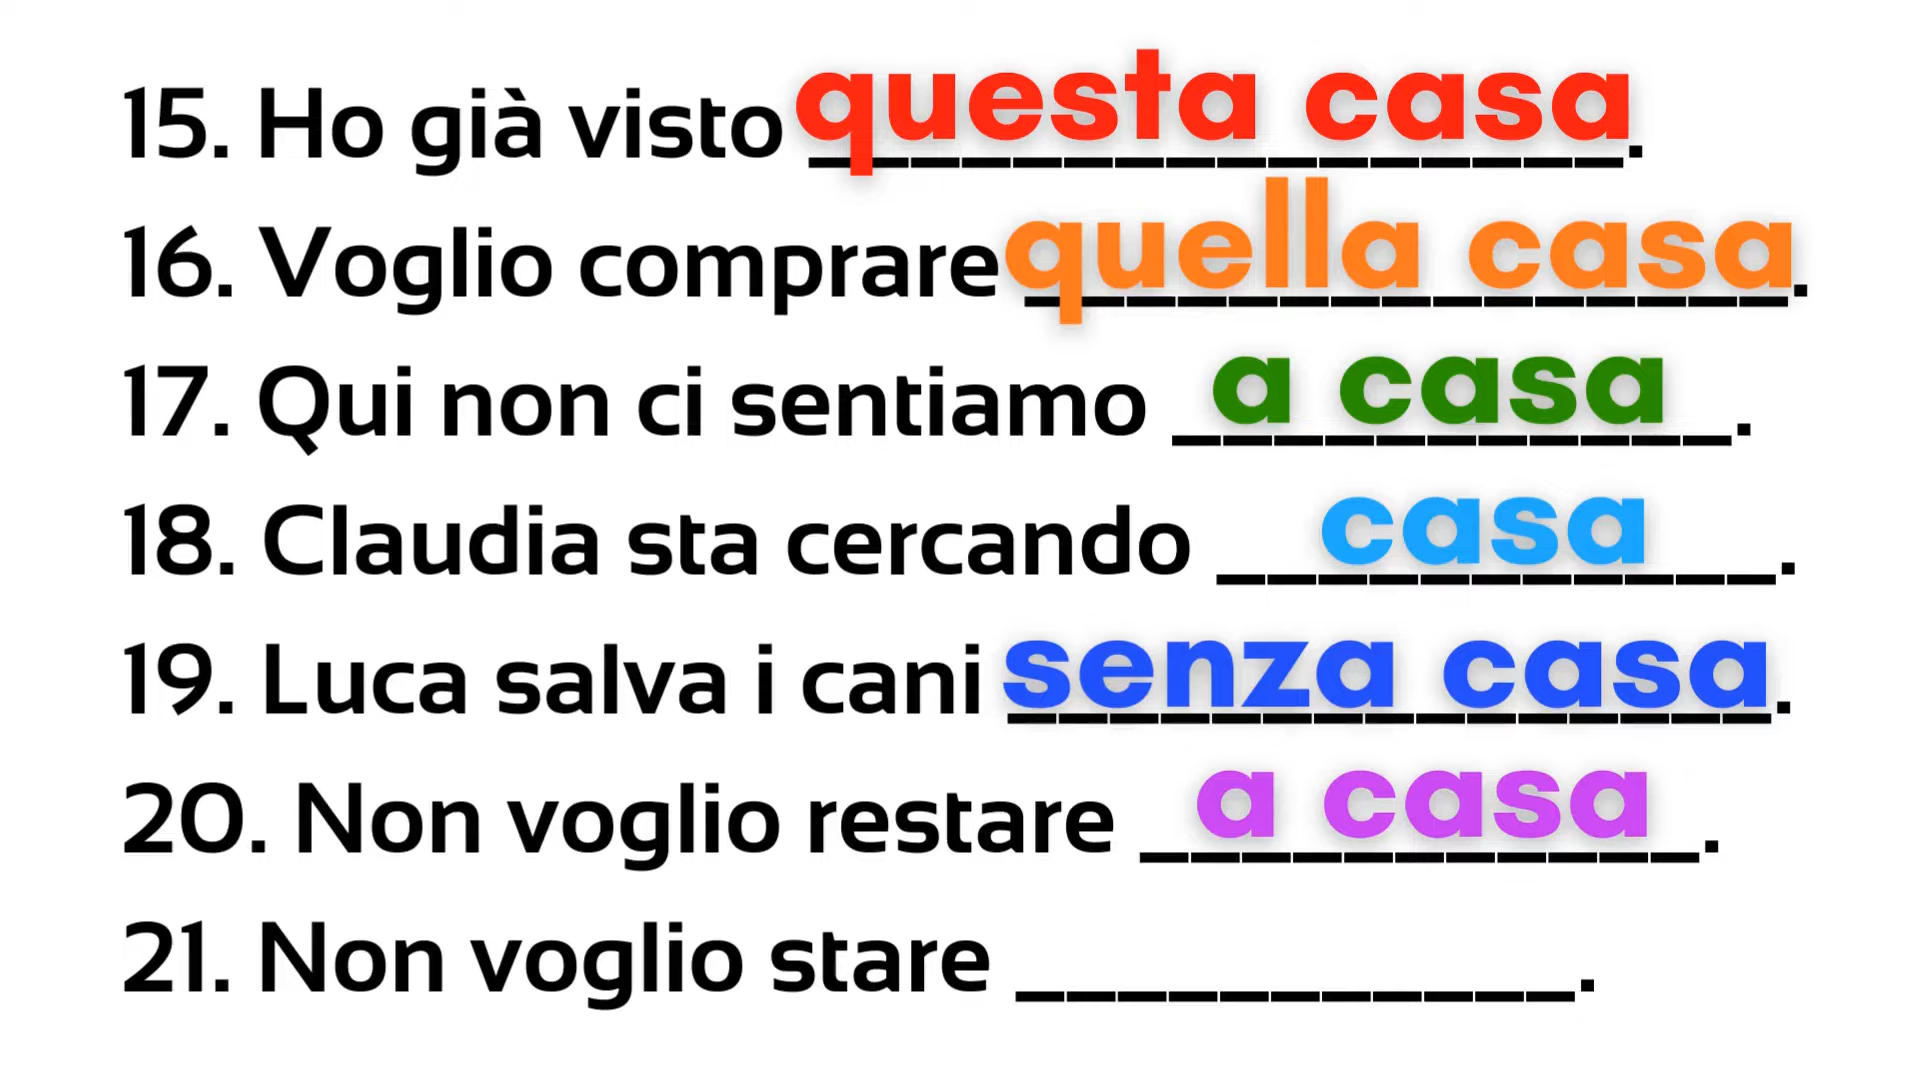 15. Ho già visto questa casa.
16. Voglio comprare quella casa.
17. Qui non ci sentiamo a casa.
18. Claudia sta cercando casa.
19. Luca salva i cani senza casa.
20. Non voglio restare a casa.
21. Non voglio stare ___________.